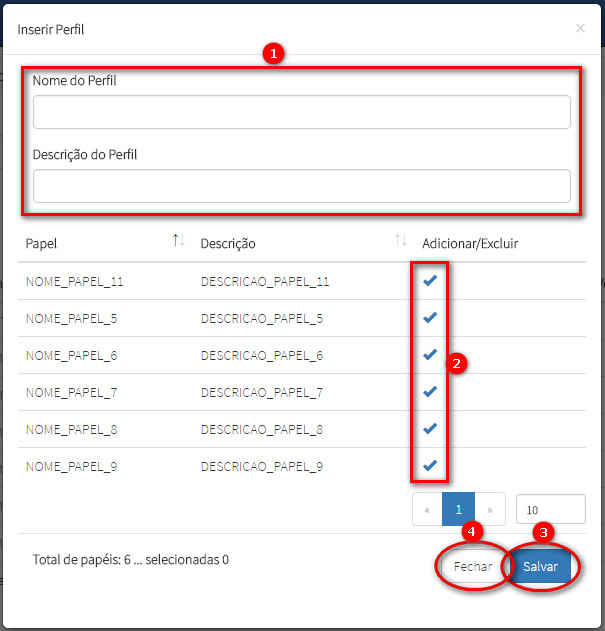 Inserir Perfil ×
1
Nome do Perfil
Descrição do Perfil
Papel Descrição Adicionar/Excluir
NOME_PAPEL_11 DESCRICAO_PAPEL_11
NOME_PAPEL_5 DESCRICAO_PAPEL_5
NOME_PAPEL_6 DESCRICAO_PAPEL_6
2
NOME_PAPEL_7 DESCRICAO_PAPEL_7
NOME_PAPEL_8 DESCRICAO_PAPEL_8
NOME_PAPEL_9 DESCRICAO_PAPEL_9
« 1 » 10
4 3
Total de papéis: 6 ... selecionadas 0 Fechar Salvar